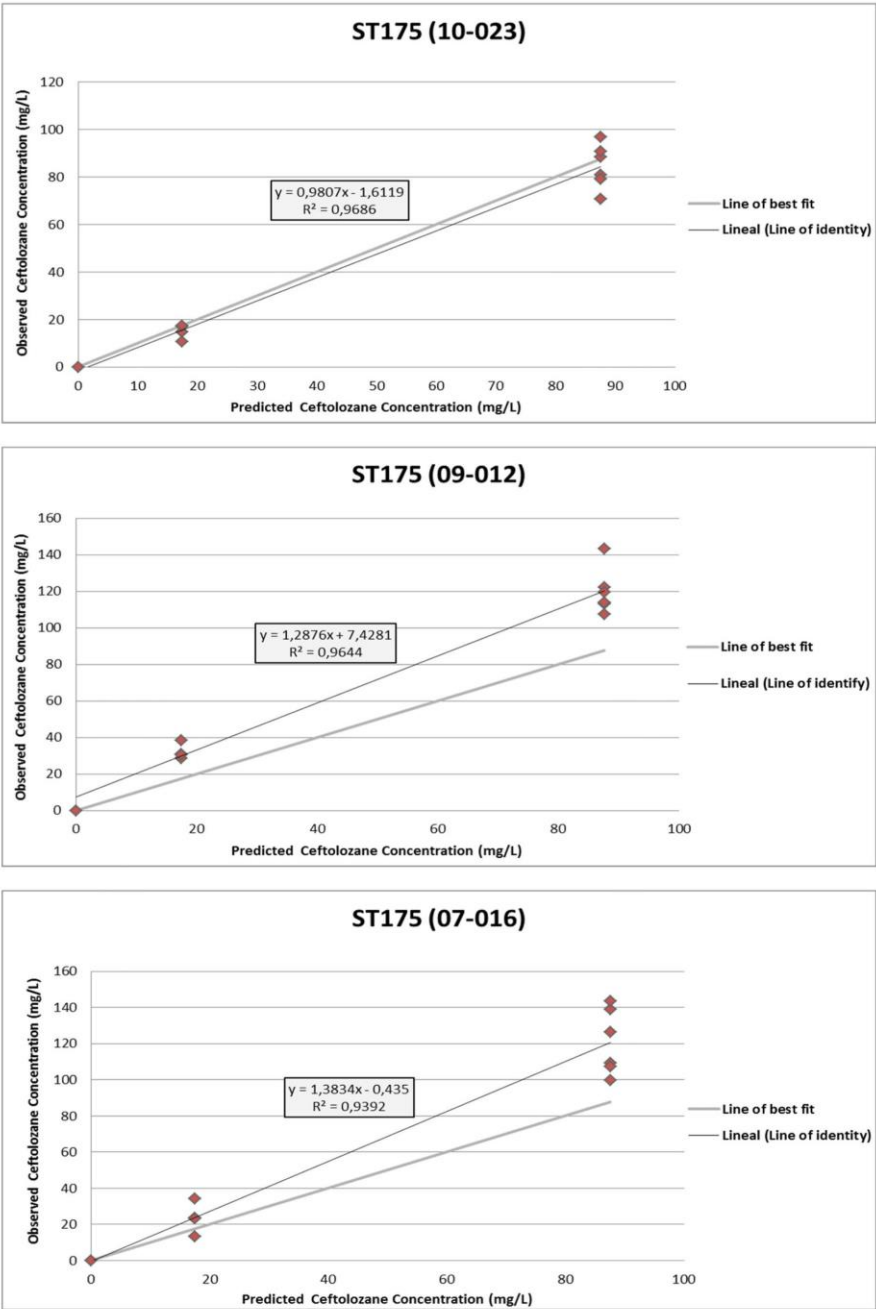 ST175 (10-023)
Observed Ceftolozane Concentration (mg/L)
120
100
80
60
40
20
0
y = 0,9807x - 1,6119
R² = 0,9686
0 10 20 30 40 50 60 70 80 90 100
Predicted Ceftolozane Concentration (mg/L)
Line of best fit
Lineal (Line of identity)
ST175 (09-012)
Observed Ceftolozane Concentration (mg/L)
160
140
120
100
80
60
40
20
0
y = 1,2876x + 7,4281
R² = 0,9644
0 20 40 60 80 100
Predicted Ceftolozane Concentration (mg/L)
Line of best fit
Lineal (Line of identify)
ST175 (07-016)
Observed Ceftolozane Concentration (mg/L)
160
140
120
100
80
60
40
20
0
y = 1,3834x - 0,435
R² = 0,9392
0 20 40 60 80 100
Predicted Ceftolozane Concentration (mg/L)
Line of best fit
Lineal (Line of identity)